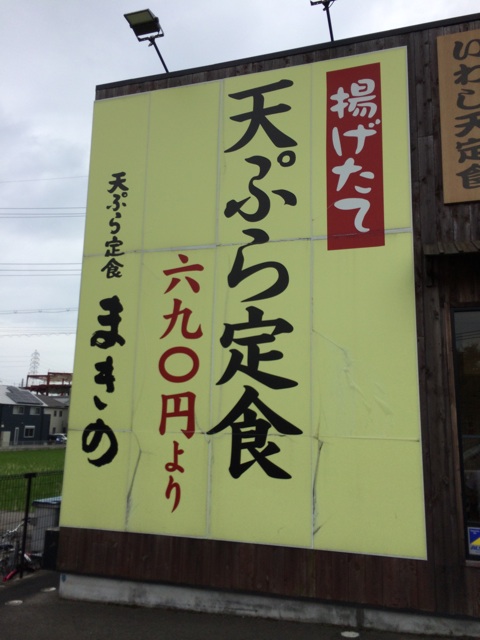 いわし天定食
揚げたて
天ぷら定食
六九〇円より
天ぷら定食 まきの